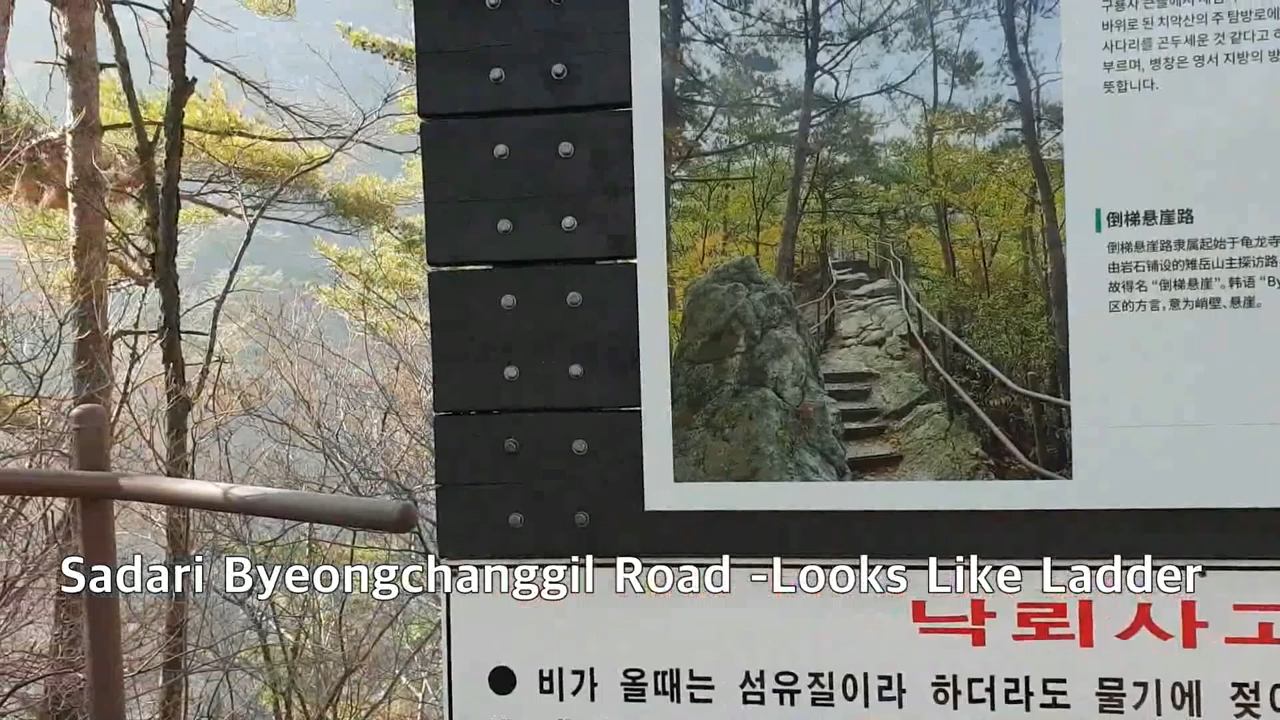 바위로 된 치악산의 주 탐방로에
사다리를 곤두세운 것 같다고 하
부르며, 병창은 영서 지방의 방
뜻합니다.
倒梯悬崖路
倒梯悬崖路隶属起始于龟龙寺
由岩石铺设的雉岳山主探访路
故得名 “倒梯悬崖”。韩语 “By
区的方言，意为峭壁、悬崖。
Sadari Byeongchanggil Road -Looks Like Ladder
낙뢰사고
● 비가 올때는 섬유질이라 하더라도 물기에 젖어